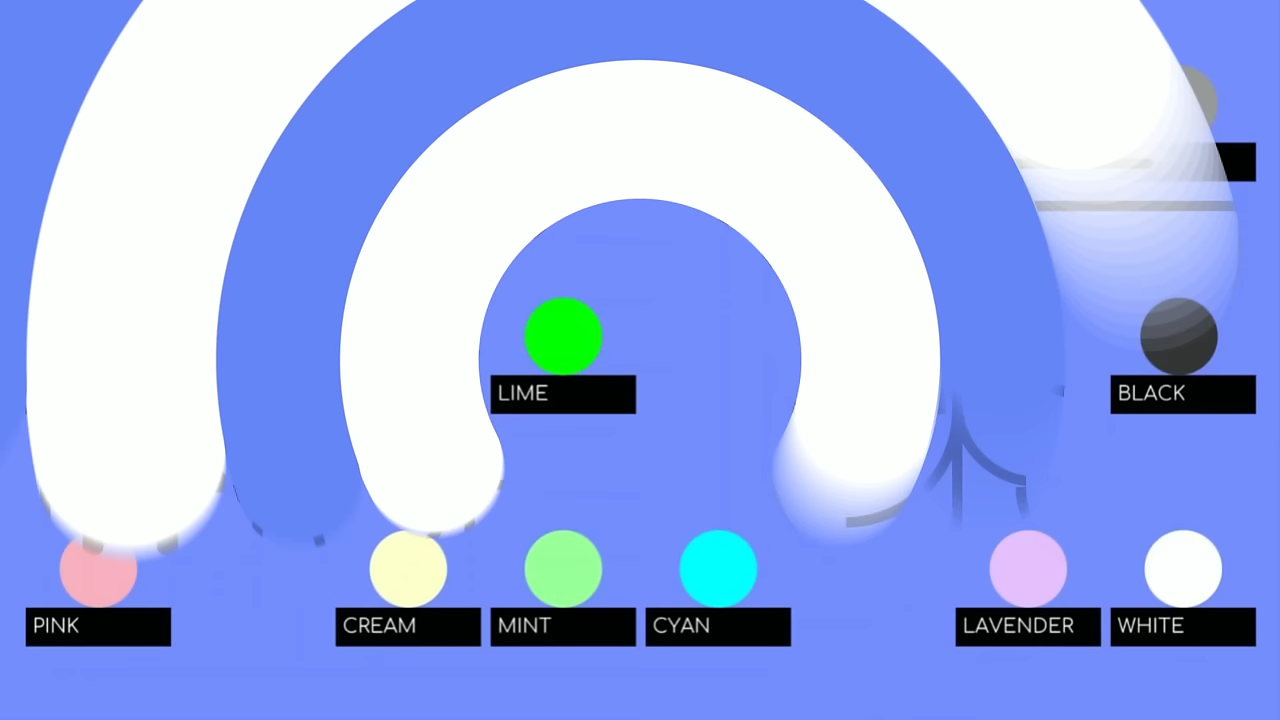 LIME
BLACK
PINK
CREAM
MINT
CYAN
LAVENDER
WHITE